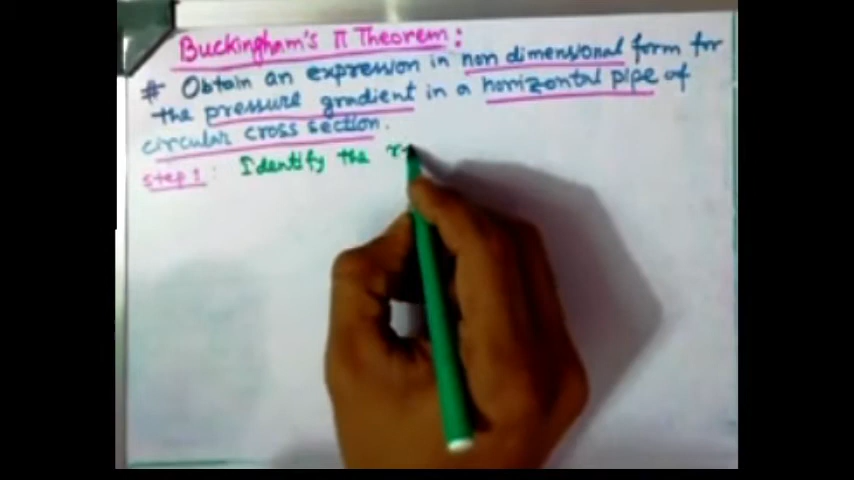 Buckingham's π Theorem:
# Obtain an expression in non dimensional form for
the pressure gradient in a horizontal pipe of
circular cross section.
Step 1: Identify the